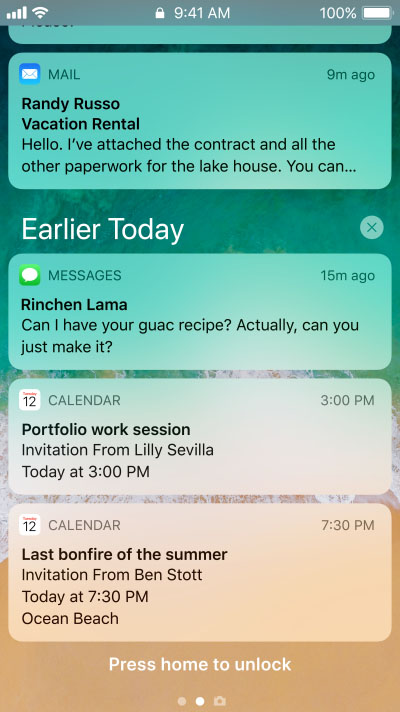 9:41 AM 100%
MAIL 9m ago
Randy Russo
Vacation Rental
Hello. I’ve attached the contract and all the
other paperwork for the lake house. You can...
Earlier Today
MESSAGES 15m ago
Rinchen Lama
Can I have your guac recipe? Actually, can you
just make it?
Tuesday
12
CALENDAR 3:00 PM
Portfolio work session
Invitation From Lilly Sevilla
Today at 3:00 PM
Tuesday
12
CALENDAR 7:30 PM
Last bonfire of the summer
Invitation From Ben Stott
Today at 7:30 PM
Ocean Beach
Press home to unlock